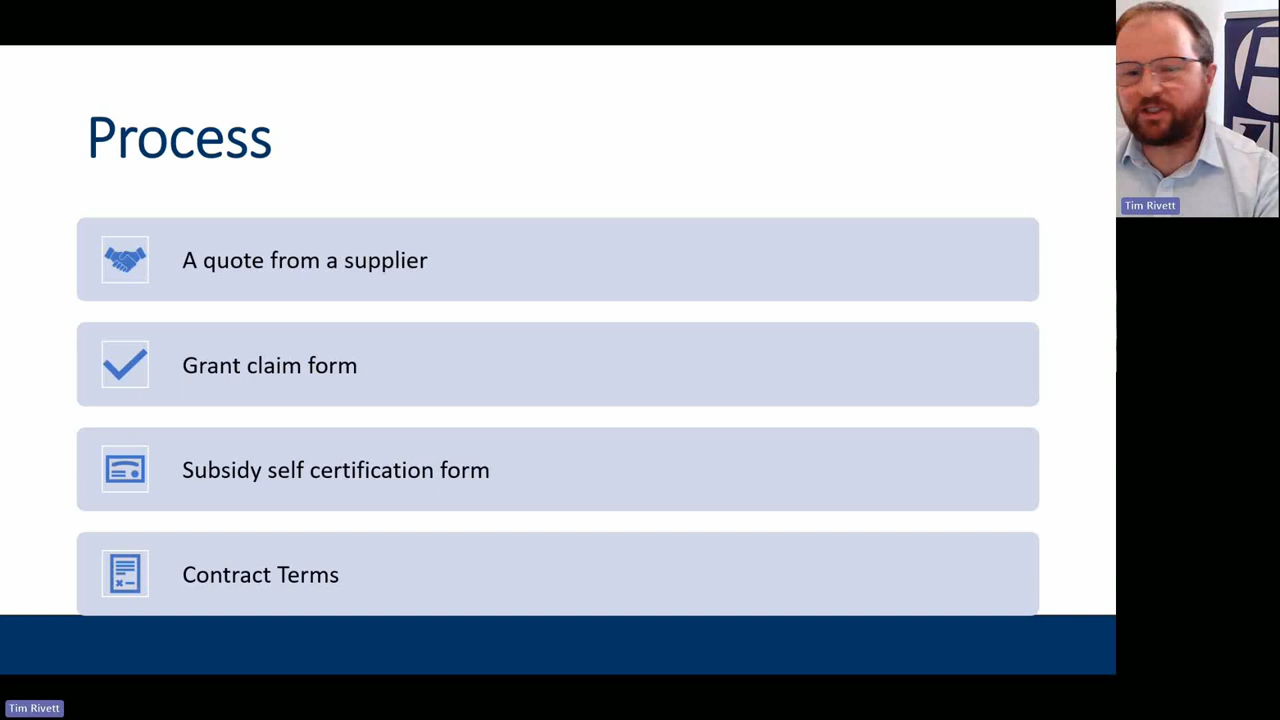 Process
A quote from a supplier
Grant claim form
Subsidy self certification form
Contract Terms
Tim Rivett
Tim Rivett